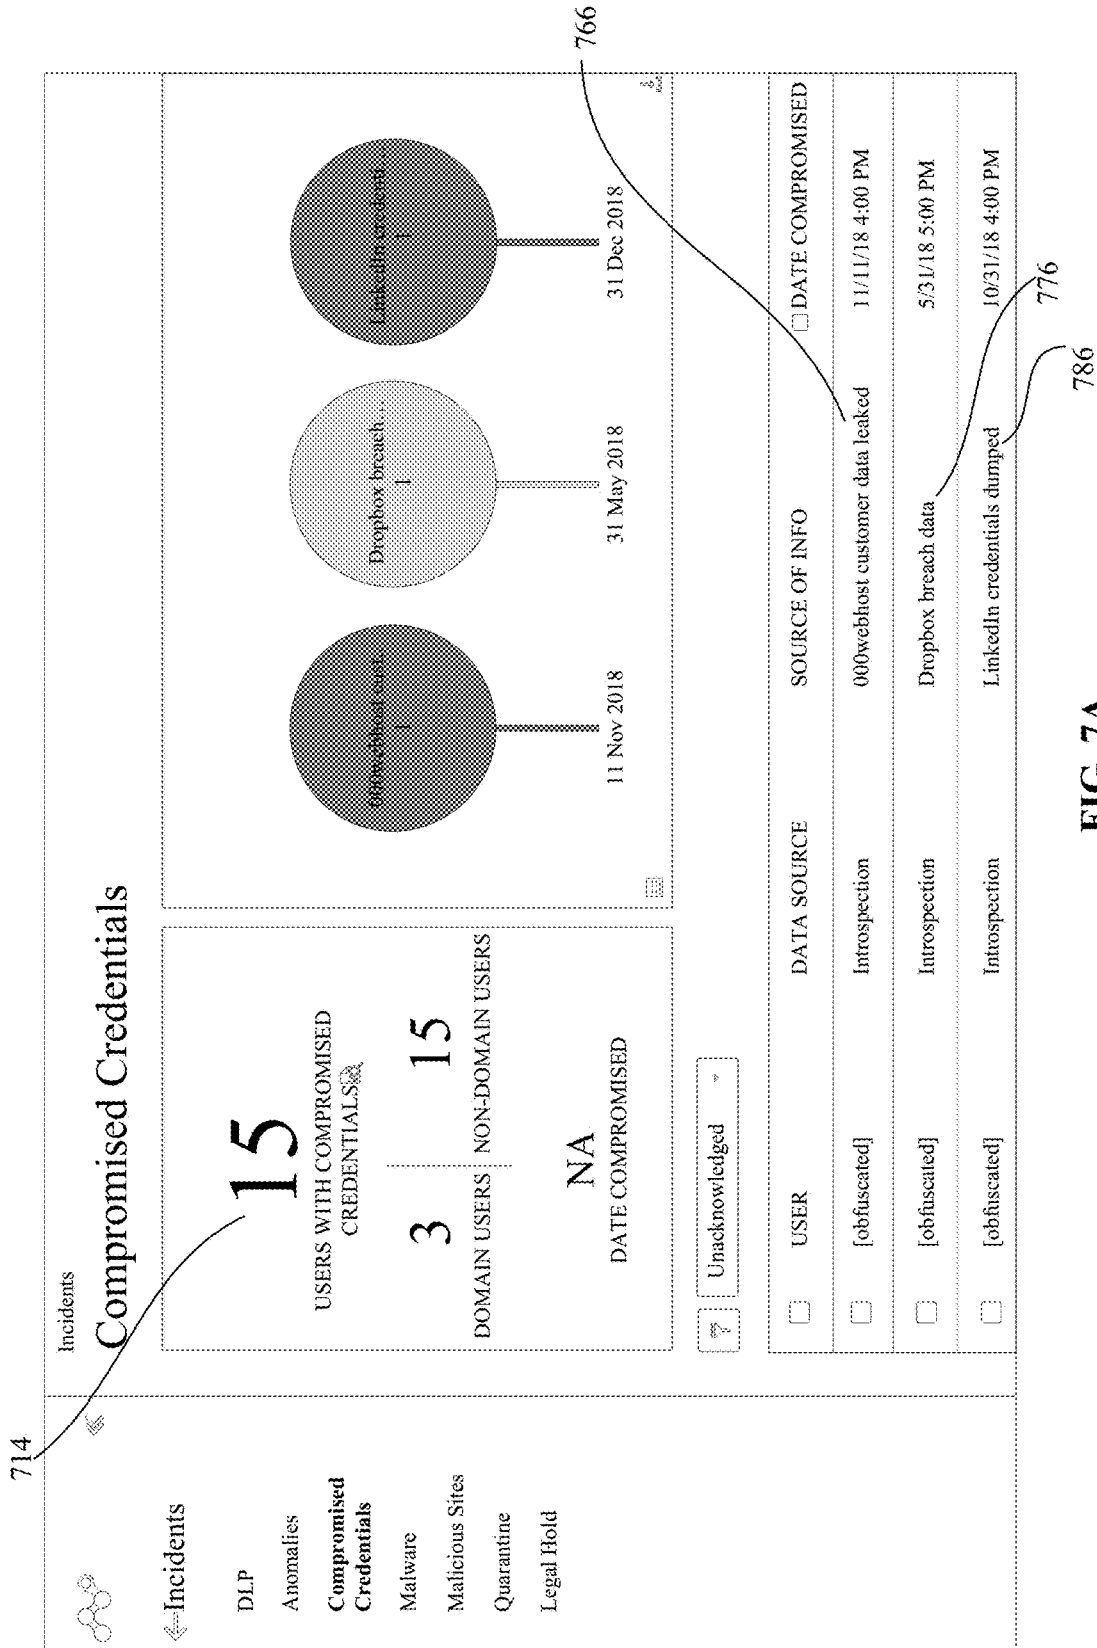 714
←Incidents
DLP
Anomalies
Compromised
Credentials
Malware
Malicious Sites
Quarantine
Legal Hold
Incidents
Compromised Credentials
15
USERS WITH COMPROMISED
CREDENTIALS
3
DOMAIN USERS
15
NON-DOMAIN USERS
NA
DATE COMPROMISED
000webhost cust...
1
11 Nov 2018
Dropbox breach...
1
31 May 2018
LinkedIn credenti...
1
31 Dec 2018
766
Unacknowledged
USER DATA SOURCE SOURCE OF INFO DATE COMPROMISED
[obfuscated] Introspection 000webhost customer data leaked 11/11/18 4:00 PM
[obfuscated] Introspection Dropbox breach data 5/31/18 5:00 PM
[obfuscated] Introspection LinkedIn credentials dumped 10/31/18 4:00 PM
776
786
FIG. 7A